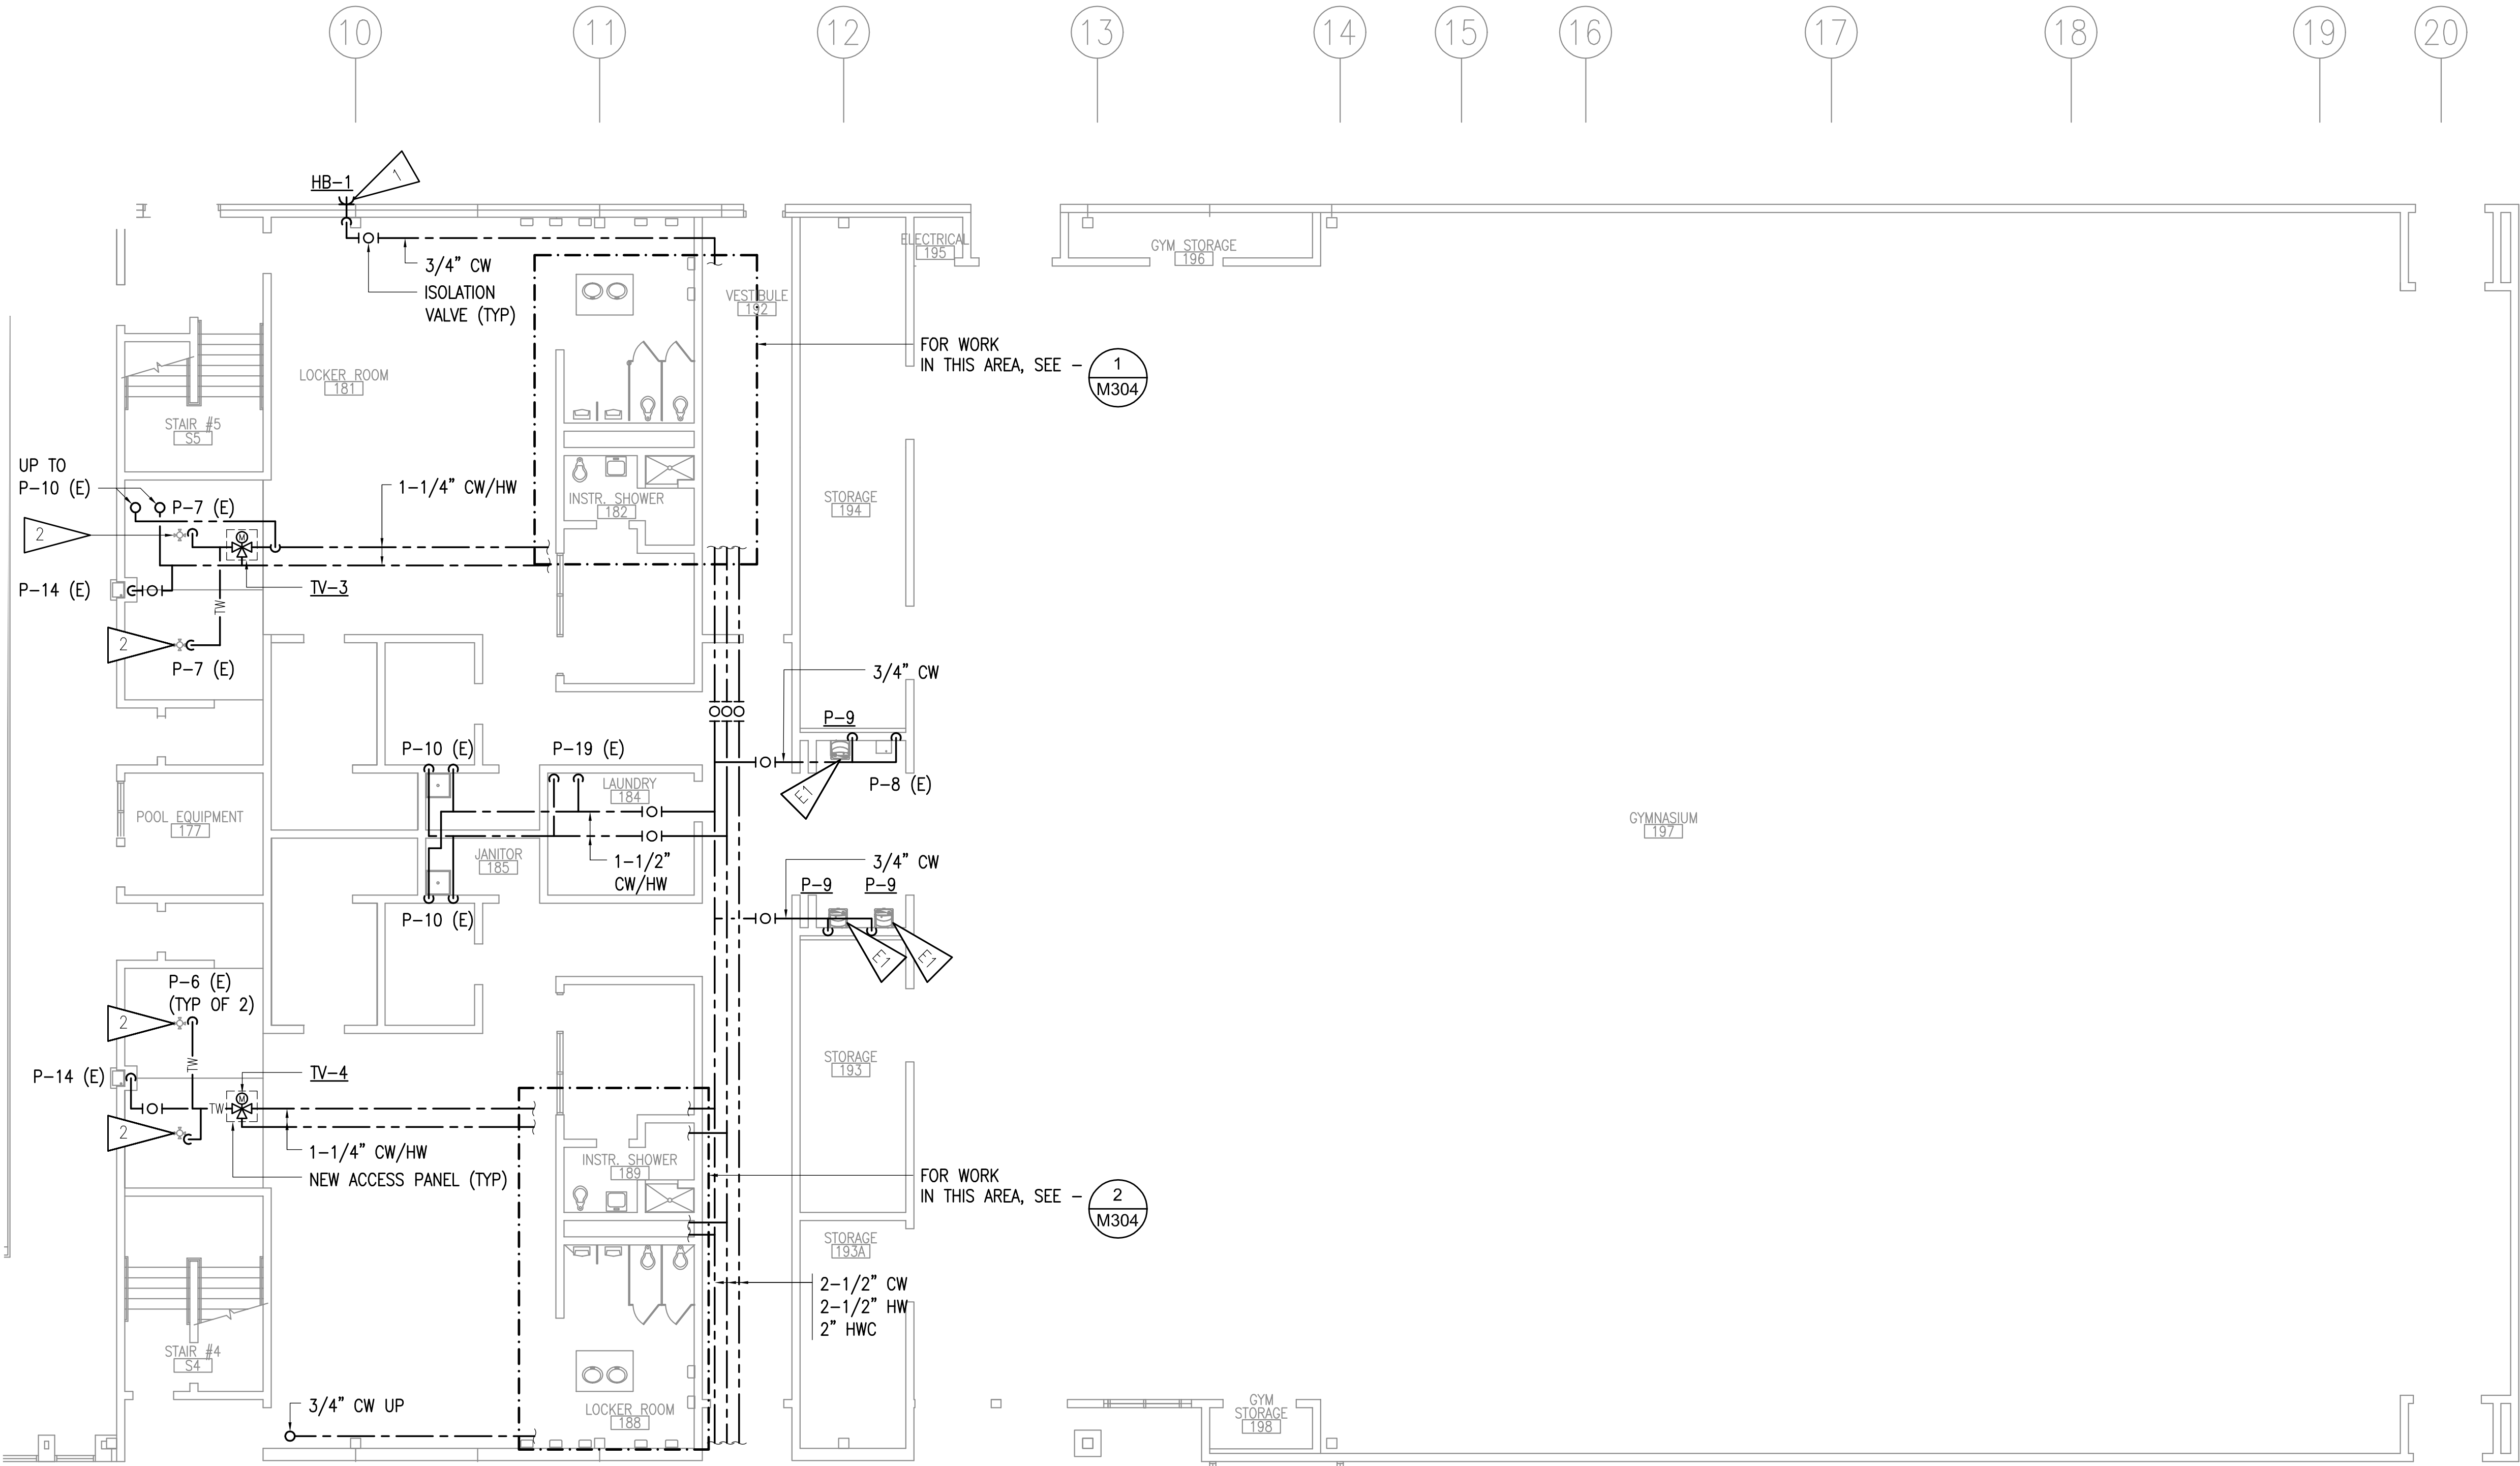 10
11
12
13
14
15
16
17
18
19
20
HB-1
1
3/4" CW
ISOLATION
VALVE (TYP)
ELECTRICAL
195
GYM STORAGE
196
VESTIBULE
192
FOR WORK
IN THIS AREA, SEE -
1
M304
LOCKER ROOM
181
STAIR #5
S5
UP TO
P-10 (E)
P-7 (E)
1-1/4" CW/HW
INSTR. SHOWER
182
STORAGE
194
2
M
P-14 (E)
TV-3
TW
2
P-7 (E)
3/4" CW
P-9
P-10 (E)
P-19 (E)
LAUNDRY
184
P-8 (E)
E1
POOL EQUIPMENT
177
GYMNASIUM
197
JANITOR
185
1-1/2"
CW/HW
3/4" CW
P-9
P-9
P-10 (E)
E1
E1
P-6 (E)
(TYP OF 2)
2
TW
STORAGE
193
P-14 (E)
TV-4
M
TW
2
1-1/4" CW/HW
NEW ACCESS PANEL (TYP)
INSTR. SHOWER
189
FOR WORK
IN THIS AREA, SEE -
2
M304
STORAGE
193A
2-1/2" CW
2-1/2" HW
2" HWC
STAIR #4
S4
3/4" CW UP
LOCKER ROOM
188
GYM
STORAGE
198